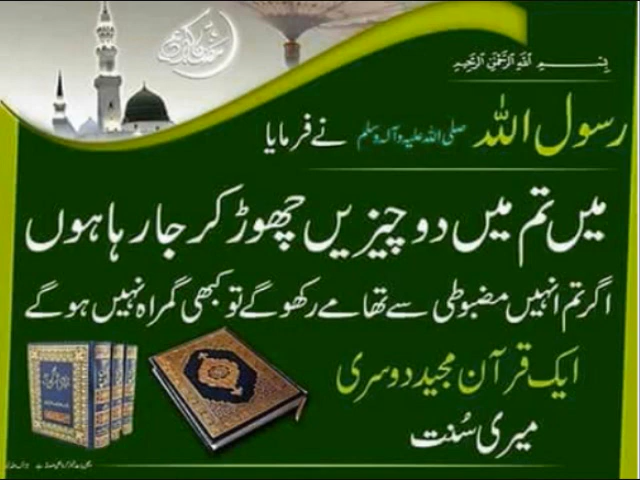 بِسْمِ اللهِ الرَّحْمٰنِ الرَّحِيْمِ
رسول اللہ صلی اللہ علیہ وآلہ وسلم نے فرمایا
میں تم میں دو چیزیں چھوڑ کر جا رہا ہوں
اگر تم انہیں مضبوطی سے تھامے رکھو گے تو کبھی گمراہ نہیں ہو گے
ایک قرآن مجید دوسری
میری سُنت